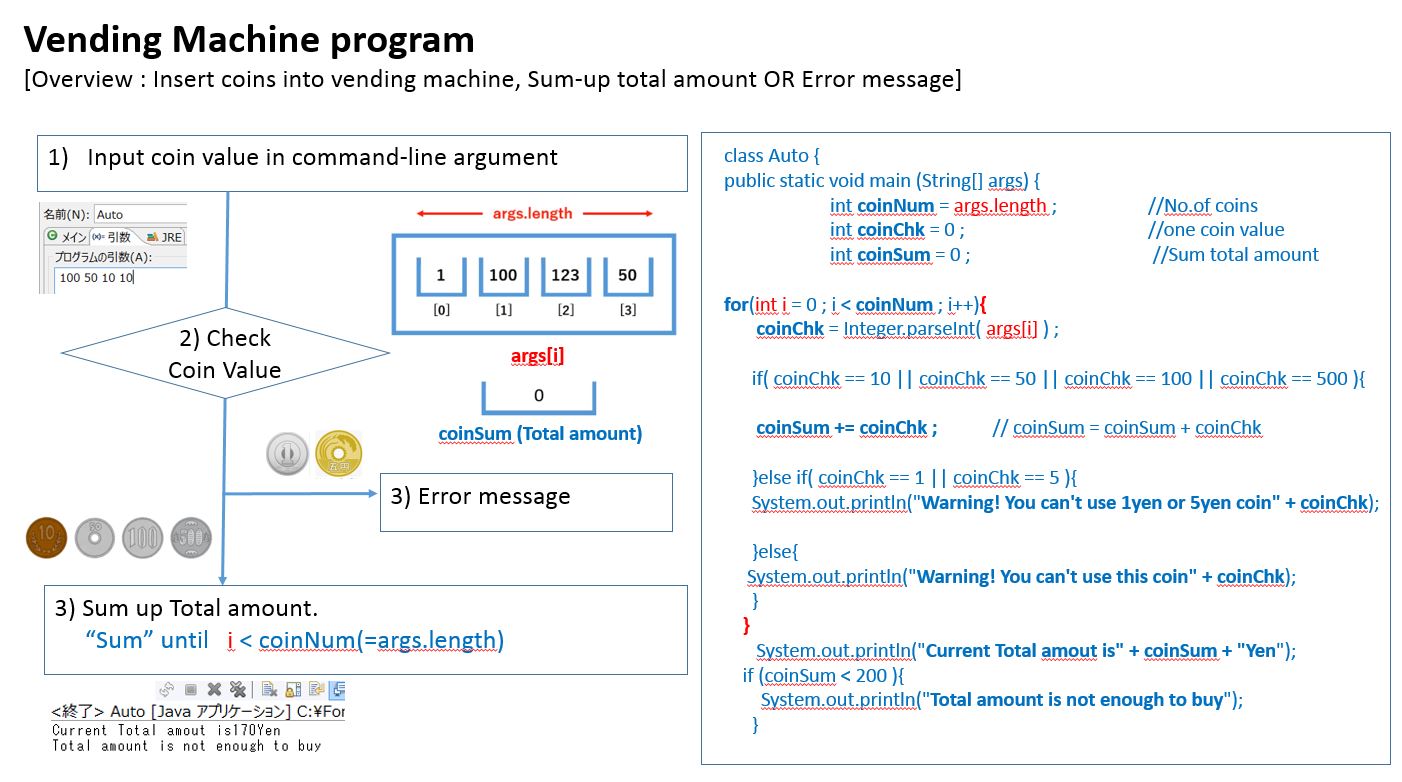 Vending Machine program
[Overview : Insert coins into vending machine, Sum-up total amount OR Error message]
1) Input coin value in command-line argument
名前(N): Auto
メイン (x)= 引数 JRE
プログラムの引数(A):
100 50 10 10
args.length
1 100 123 50
[0] [1] [2] [3]
args[i]
0
coinSum (Total amount)
2) Check
Coin Value
1
五円
3) Error message
10 50 100 500
3) Sum up Total amount.
“Sum” until i < coinNum(=args.length)
<終了> Auto [Java アプリケーション] C:¥For
Current Total amout is170Yen
Total amount is not enough to buy
class Auto {
public static void main (String[] args) {
int coinNum = args.length ; //No.of coins
int coinChk = 0 ; //one coin value
int coinSum = 0 ; //Sum total amount
for(int i = 0 ; i < coinNum ; i++){
coinChk = Integer.parseInt( args[i] ) ;
if( coinChk == 10 || coinChk == 50 || coinChk == 100 || coinChk == 500 ){
coinSum += coinChk ; // coinSum = coinSum + coinChk
}else if( coinChk == 1 || coinChk == 5 ){
System.out.println("Warning! You can't use 1yen or 5yen coin" + coinChk);
}else{
System.out.println("Warning! You can't use this coin" + coinChk);
}
}
System.out.println("Current Total amout is" + coinSum + "Yen");
if (coinSum < 200 ){
System.out.println("Total amount is not enough to buy");
}